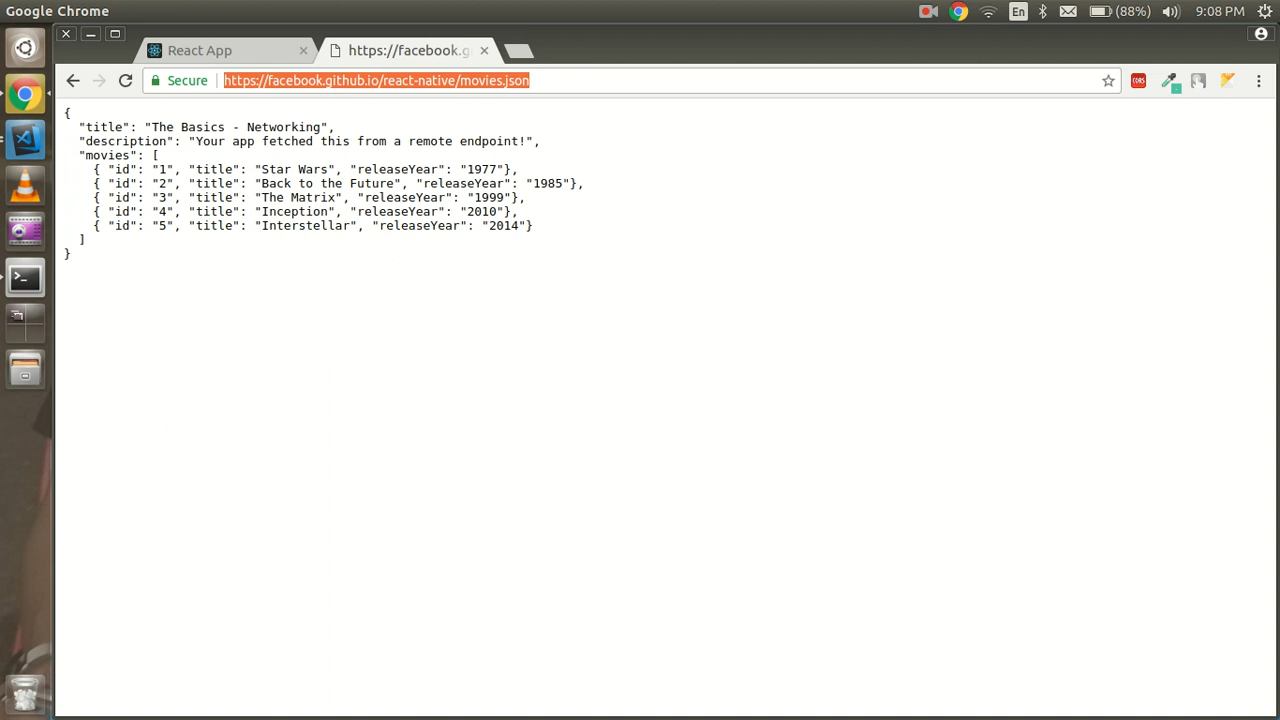 Google Chrome
En
(88%)
9:08 PM
React App
https://facebook.g
Secure
https://facebook.github.io/react-native/movies.json
CORS
{
  "title": "The Basics - Networking",
  "description": "Your app fetched this from a remote endpoint!",
  "movies": [
    { "id": "1", "title": "Star Wars", "releaseYear": "1977"},
    { "id": "2", "title": "Back to the Future", "releaseYear": "1985"},
    { "id": "3", "title": "The Matrix", "releaseYear": "1999"},
    { "id": "4", "title": "Inception", "releaseYear": "2010"},
    { "id": "5", "title": "Interstellar", "releaseYear": "2014"}
  ]
}